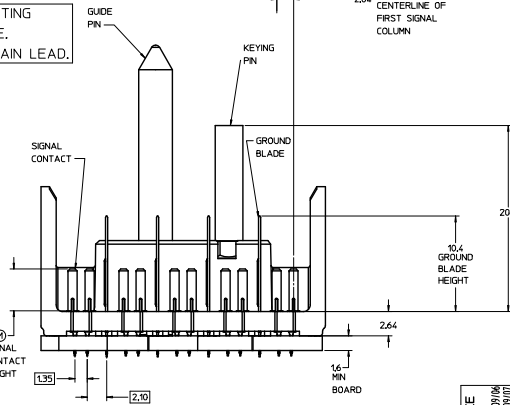 TING
E.
AIN LEAD.
GUIDE
PIN
CENTERLINE OF
FIRST SIGNAL
COLUMN
KEYING
PIN
SIGNAL
CONTACT
GROUND
BLADE
20
10,4
GROUND
BLADE
HEIGHT
2,64
M
NAL
NTACT
GHT
1,6
MIN
BOARD
1,35
2,10